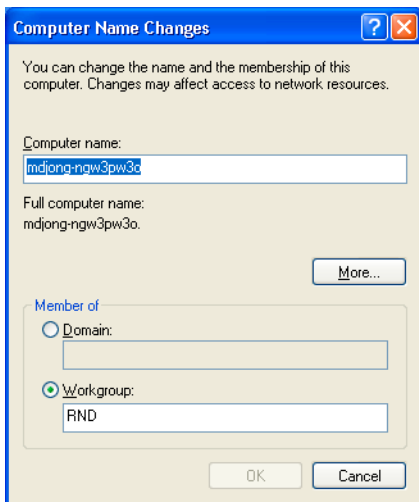 Computer Name Changes
You can change the name and the membership of this
computer. Changes may affect access to network resources.
Computer name:
mdjong-ngw3pw3o
Full computer name:
mdjong-ngw3pw3o.
More...
Member of
Domain:
Workgroup:
RND
OK Cancel